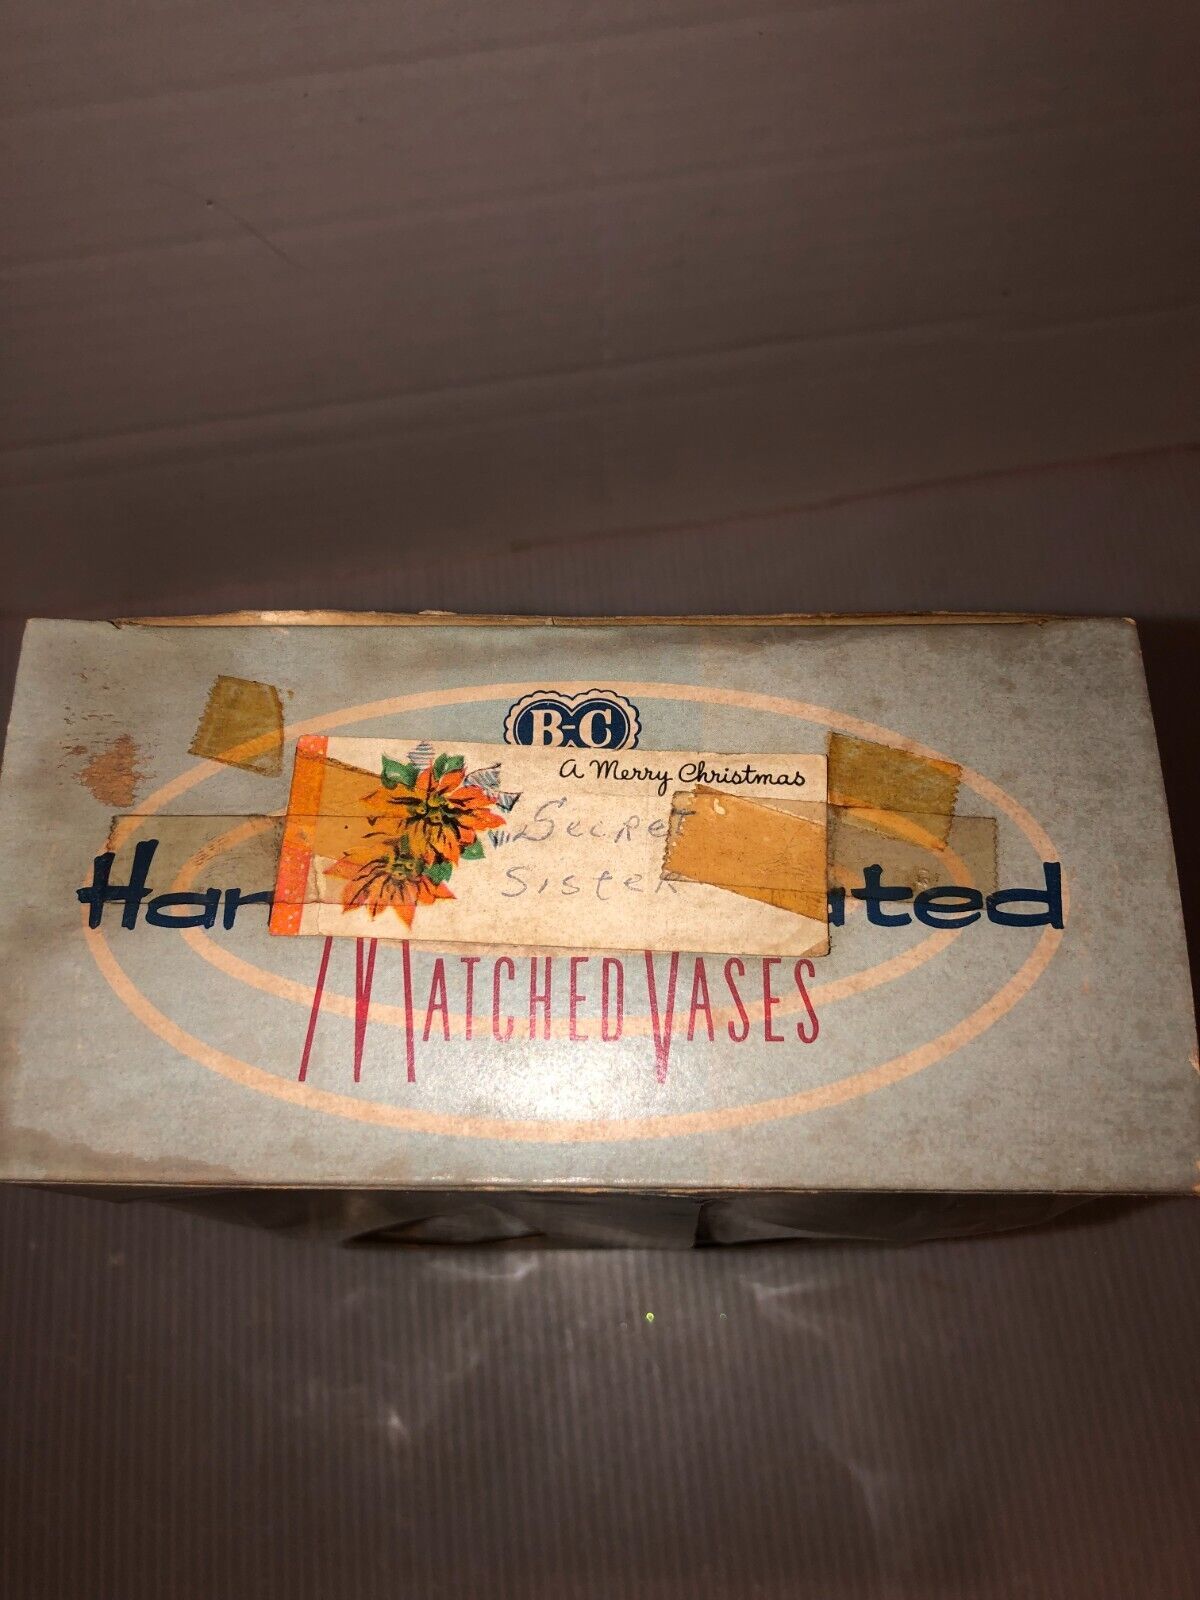 B-C
A Merry Christmas
Secret
Sister
Han ated
MATCHED VASES